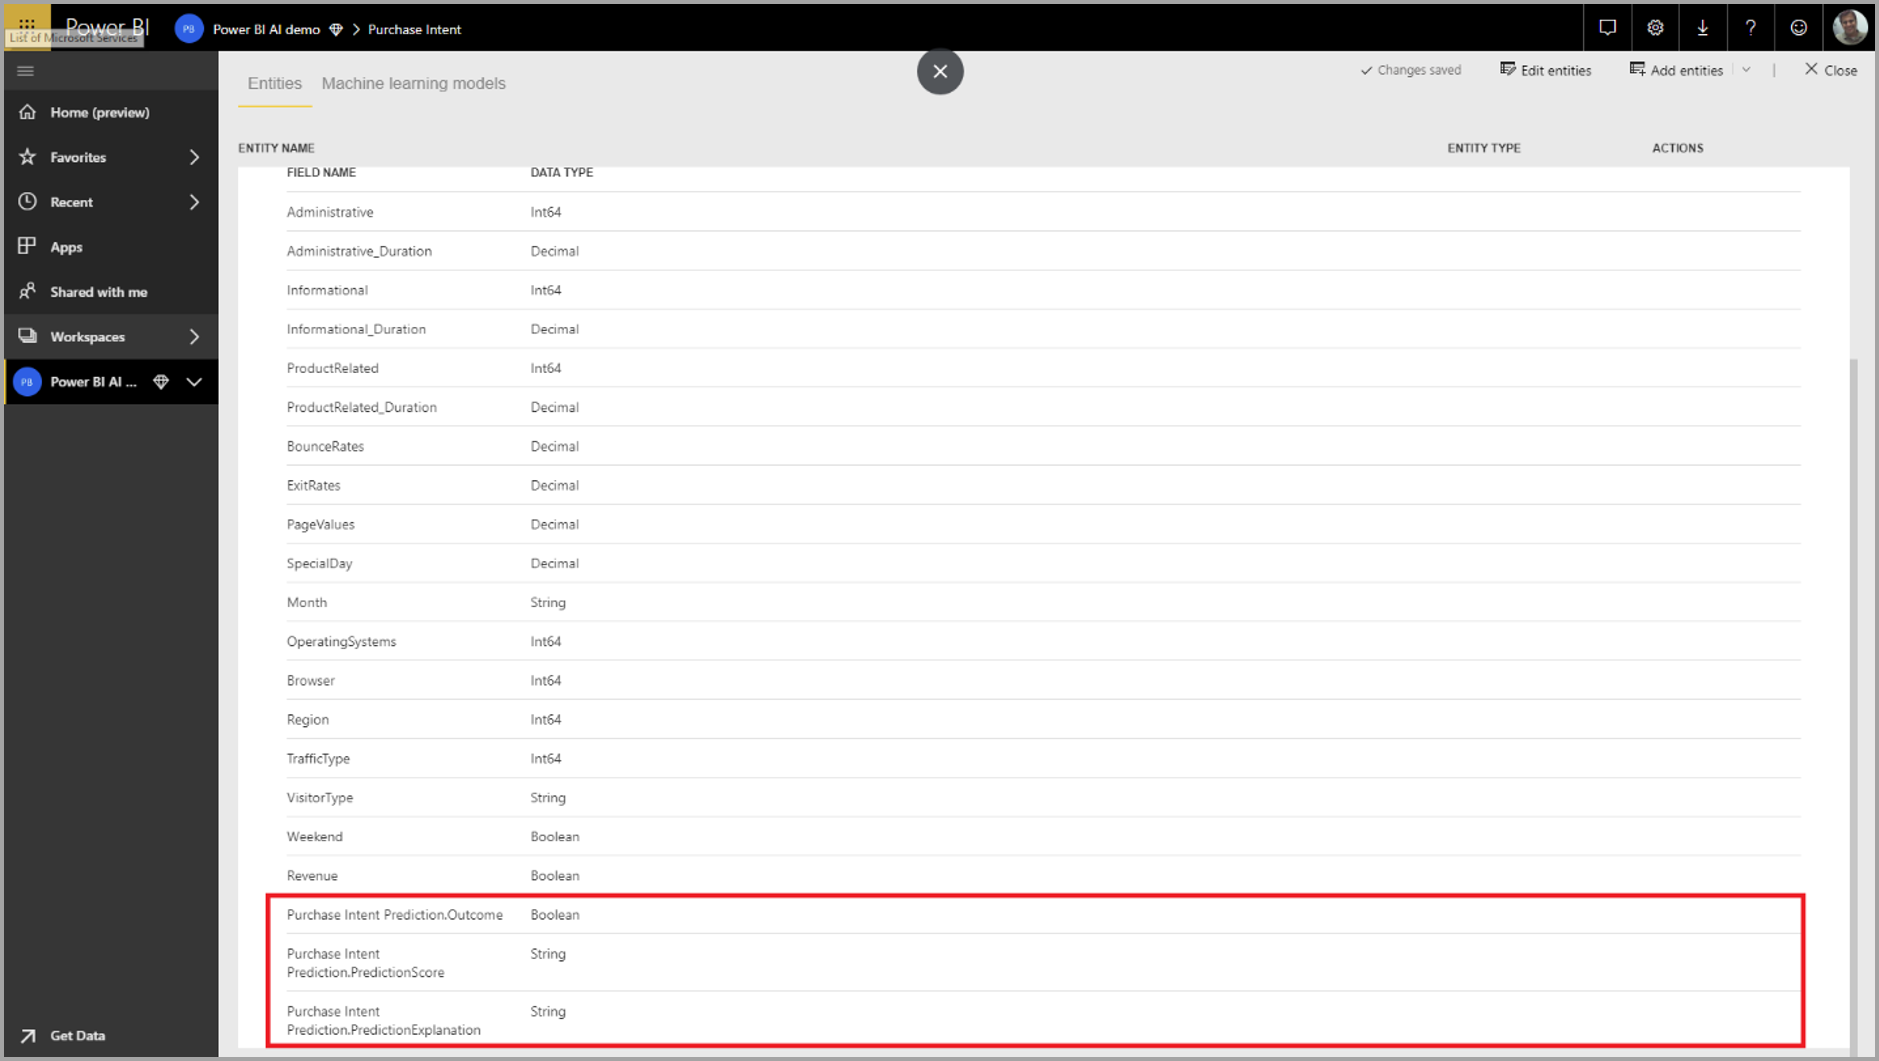 Power BI
List of Microsoft Services
PB Power BI AI demo > Purchase Intent
Home (preview)
Favorites
Recent
Apps
Shared with me
Workspaces
PB Power BI AI ...
Get Data
Entities Machine learning models
Changes saved Edit entities Add entities | Close
ENTITY NAME ENTITY TYPE ACTIONS
FIELD NAME DATA TYPE
Administrative Int64
Administrative_Duration Decimal
Informational Int64
Informational_Duration Decimal
ProductRelated Int64
ProductRelated_Duration Decimal
BounceRates Decimal
ExitRates Decimal
PageValues Decimal
SpecialDay Decimal
Month String
OperatingSystems Int64
Browser Int64
Region Int64
TrafficType Int64
VisitorType String
Weekend Boolean
Revenue Boolean
Purchase Intent Prediction.Outcome Boolean
Purchase Intent String
Prediction.PredictionScore
Purchase Intent String
Prediction.PredictionExplanation